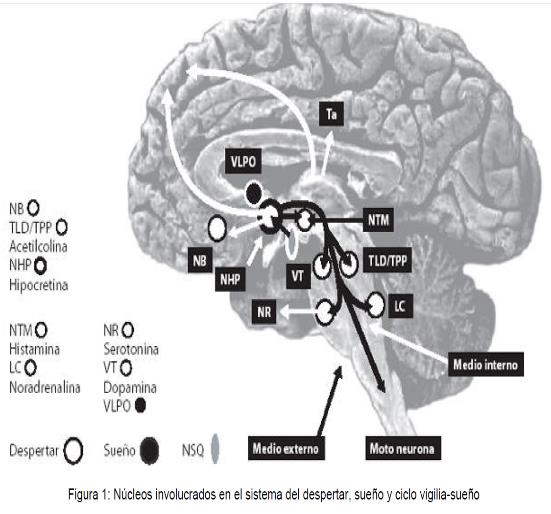 Ta
VLPO
NTM
NB
NHP
VT
TLD/TPP
NR
LC
Medio interno
Medio externo
Moto neurona
NB
TLD/TPP
Acetilcolina
NHP
Hipocretina
NTM
Histamina
LC
Noradrenalina
NR
Serotonina
VT
Dopamina
VLPO
Despertar
Sueño
NSQ
Figura 1: Núcleos involucrados en el sistema del despertar, sueño y ciclo vigilia-sueño